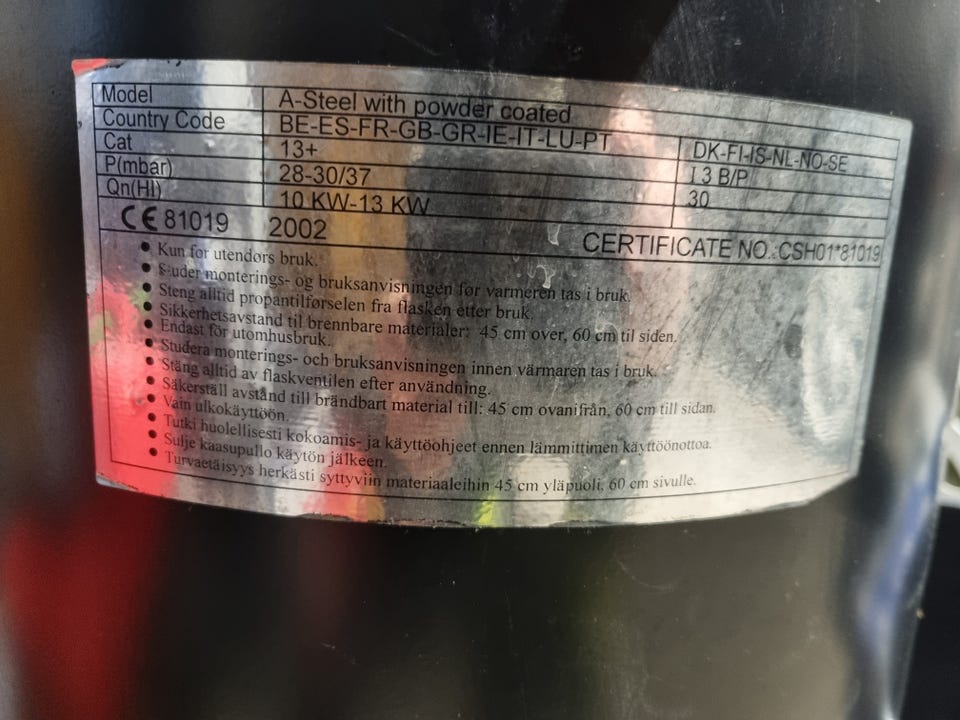 Model A-Steel with powder coated
Country Code BE-ES-FR-GB-GR-IE-IT-LU-PT DK-FI-IS-NL-NO-SE
Cat 13+ I3 B/P
P(mbar) 28-30/37 30
Qn(HI) 10 KW-13 KW
CE 81019 2002 CERTIFICATE NO.:CSH01*81019
• Kun for utendors bruk.
• Studer monterings- og bruksanvisningen før varmeren tas i bruk.
• Steng alltid propantilførselen fra flasken etter bruk.
• Sikkerhetsavstand til brennbare materialer: 45 cm over, 60 cm til siden.
• Endast för utomhusbruk.
• Studera monterings- och bruksanvisningen innen värmaren tas i bruk.
• Stäng alltid av flaskventilen efter användning.
• Säkerställ avstånd till brändbart material till: 45 cm ovanifrån, 60 cm till sidan.
• Vain ulkokäyttöön.
• Tutki huolellisesti kokoamis- ja käyttöohjeet ennen lämmittimen käyttöönottoa.
• Sulje kaasupullo käytön jälkeen.
• Turvaetäisyys herkästi syttyviin materiaaleihin 45 cm yläpuoli, 60 cm sivulle.